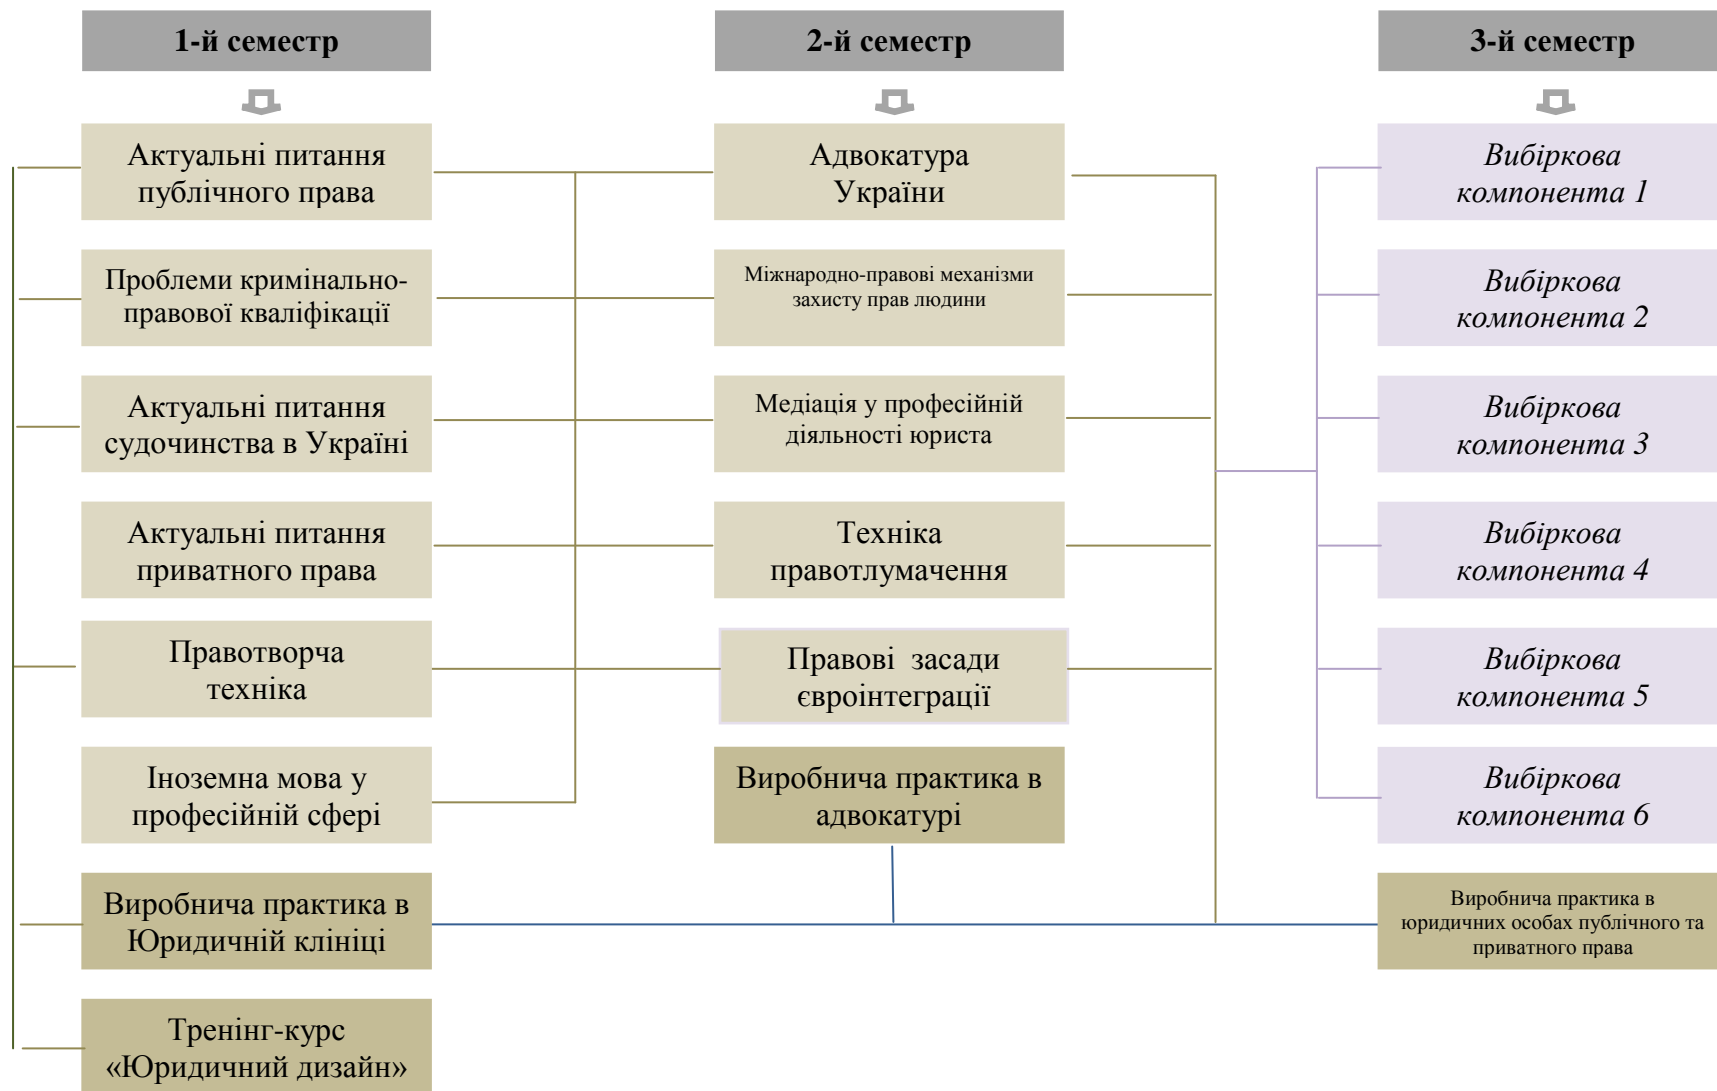 1-й семестр
2-й семестр
3-й семестр
Актуальні питання
публічного права
Адвокатура
України
Вибіркова
компонента 1
Проблеми кримінально-
правової кваліфікації
Міжнародно-правові механізми
захисту прав людини
Вибіркова
компонента 2
Актуальні питання
судочинства в Україні
Медіація у професійній
діяльності юриста
Вибіркова
компонента 3
Актуальні питання
приватного права
Техніка
правотлумачення
Вибіркова
компонента 4
Правотворча
техніка
Правові засади
євроінтеграції
Вибіркова
компонента 5
Іноземна мова у
професійній сфері
Виробнича практика в
адвокатурі
Вибіркова
компонента 6
Виробнича практика в
Юридичній клініці
Виробнича практика в
юридичних особах публічного та
приватного права
Тренінг-курс
«Юридичний дизайн»